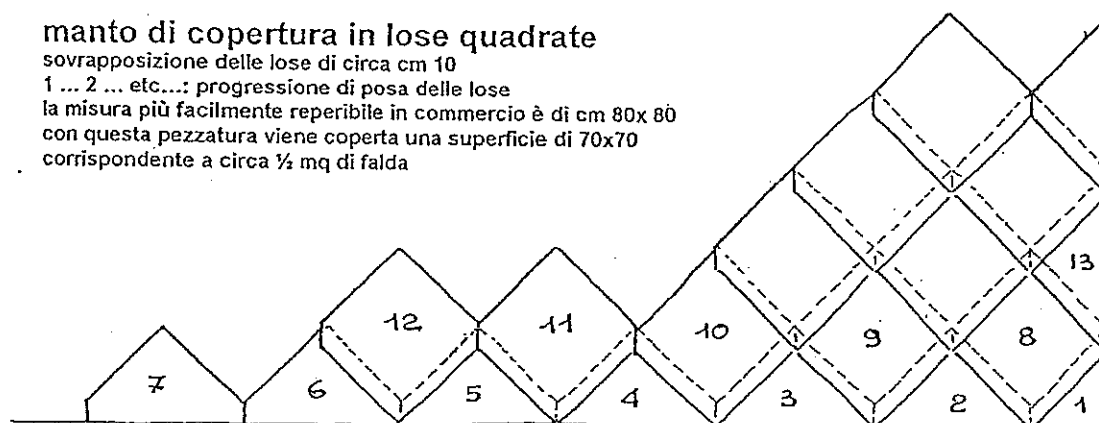 manto di copertura in lose quadrate
sovrapposizione delle lose di circa cm 10
1 ... 2 ... etc...: progressione di posa delle lose
la misura più facilmente reperibile in commercio è di cm 80x 80
con questa pezzatura viene coperta una superficie di 70x70
corrispondente a circa ½ mq di falda
13
12 11 10 9 8
7 6 5 4 3 2 1